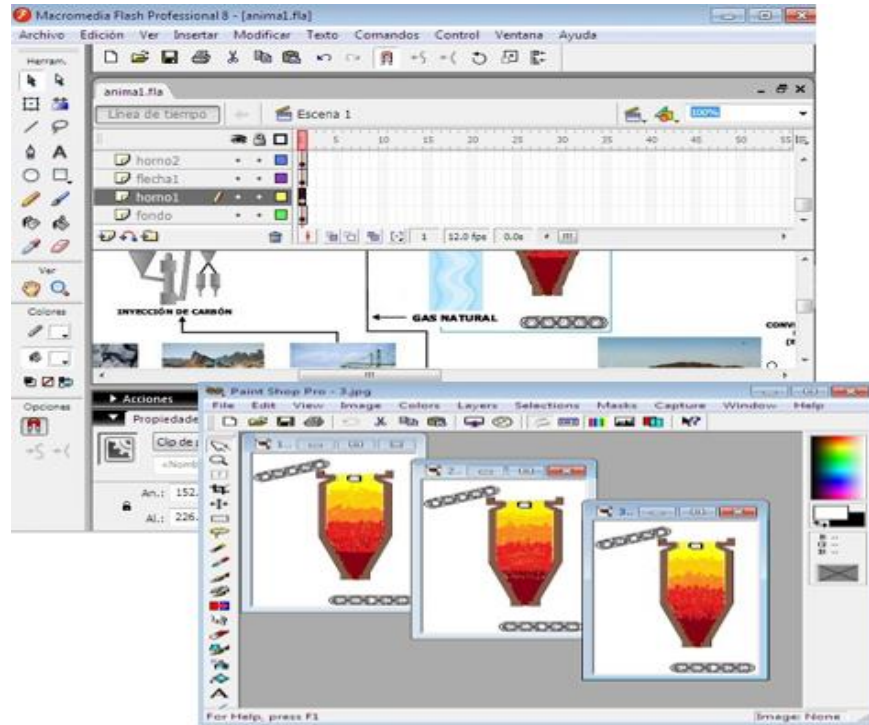 Macromedia Flash Professional 8 - [anima1.fla]
Archivo Edición Ver Insertar Modificar Texto Comandos Control Ventana Ayuda
Herram.
anima1.fla
Línea de tiempo Escena 1 100%
5 10 15 20 25 30 35 40 45 50 55
horno2
flecha1
horno1
fondo
1 12.0 fps 0.0s
Ver
Colores
Opciones
INYECCIÓN DE CARBÓN
GAS NATURAL
CONV
Acciones
Propiedade
Clip de
An.: 152.
Al.: 226.
Paint Shop Pro - 3.jpg
File Edit View Image Colors Layers Selections Masks Capture Window Help
1...
2...
3...
R: --
G: --
B: --
For Help, press F1
Image: None